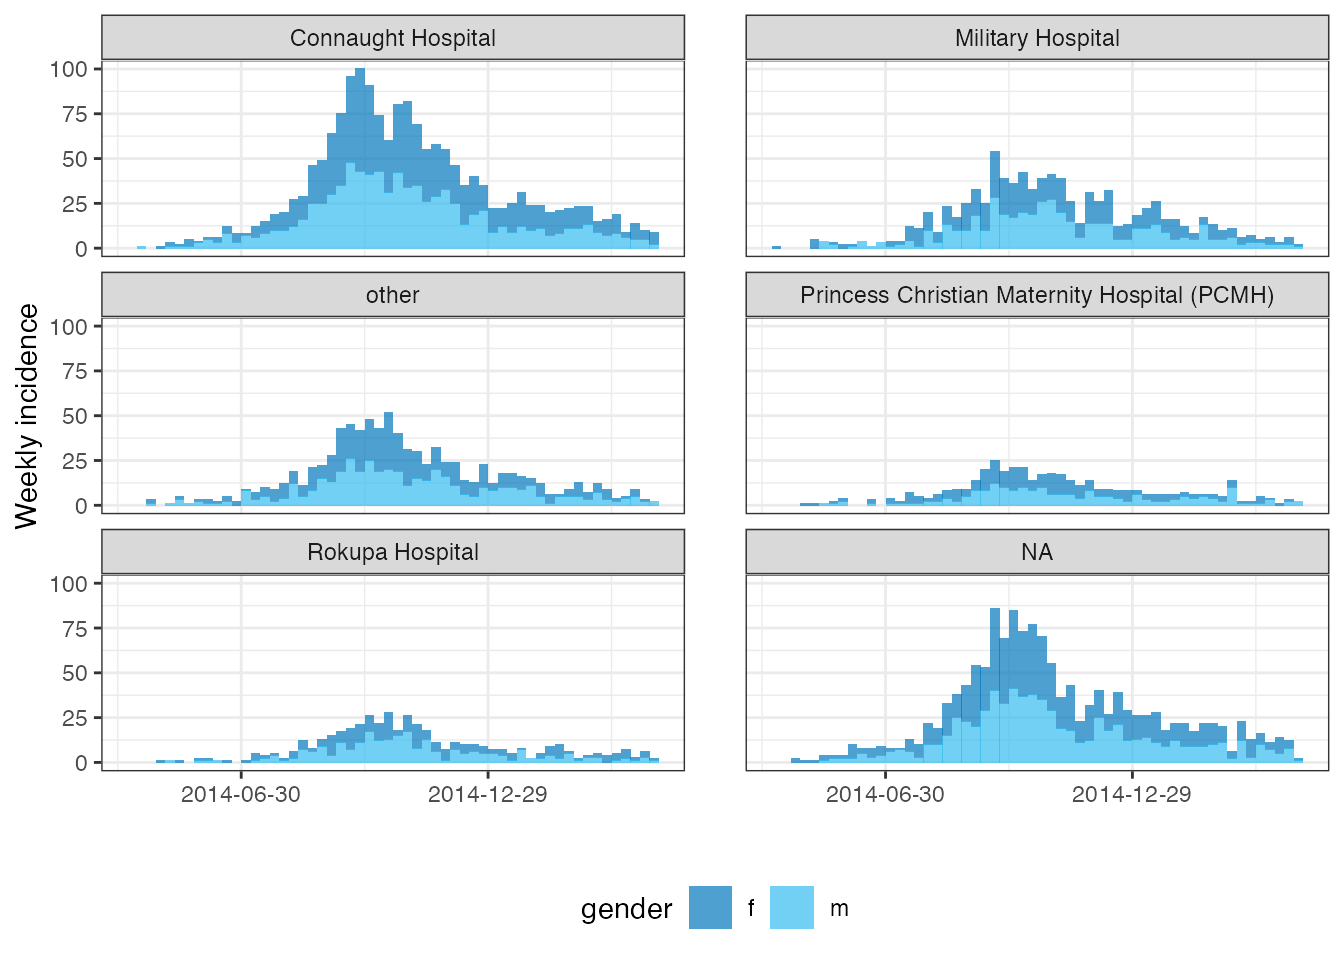 Connaught Hospital
Military Hospital
100
75
50
25
0
other
Princess Christian Maternity Hospital (PCMH)
100
75
50
25
0
Weekly incidence
Rokupa Hospital
NA
100
75
50
25
0
2014-06-30
2014-12-29
2014-06-30
2014-12-29
gender f m